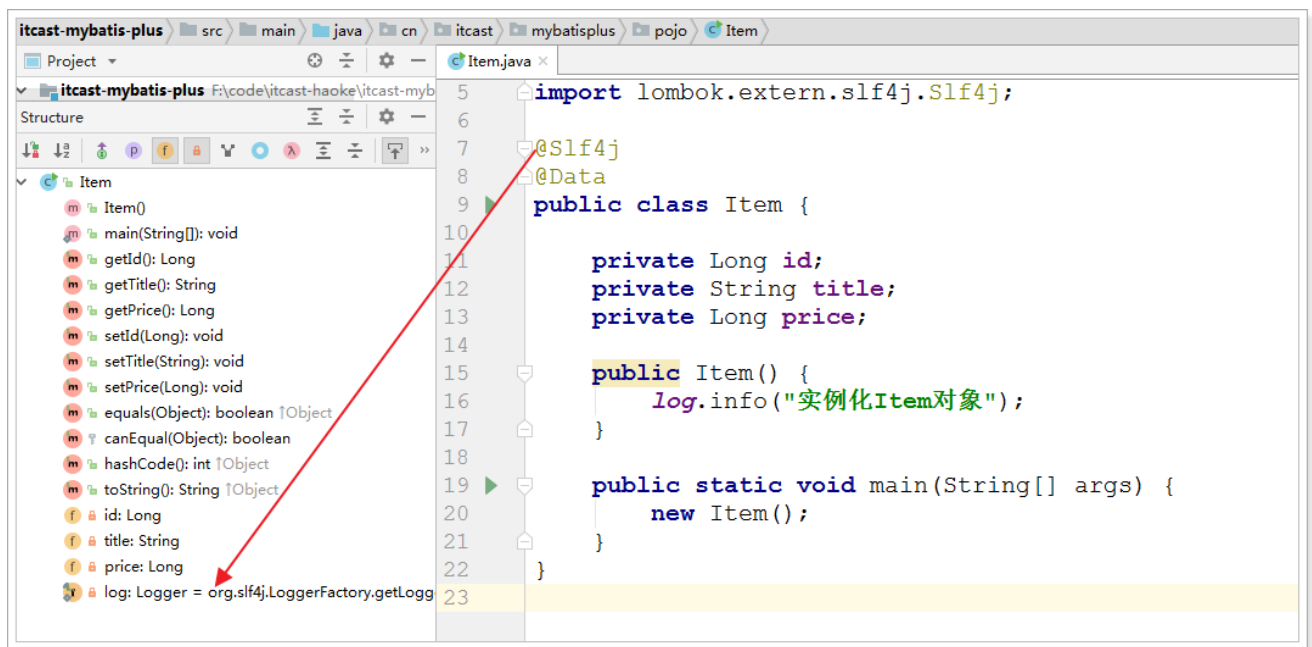 itcast-mybatis-plus src main java cn itcast mybatisplus pojo Item
Project
Item.java
itcast-mybatis-plus F:\code\itcast-haoke\itcast-myb
Structure
Item
Item()
main(String[]): void
getId(): Long
getTitle(): String
getPrice(): Long
setId(Long): void
setTitle(String): void
setPrice(Long): void
equals(Object): boolean ↑Object
canEqual(Object): boolean
hashCode(): int ↑Object
toString(): String ↑Object
id: Long
title: String
price: Long
log: Logger = org.slf4j.LoggerFactory.getLogg
5 import lombok.extern.slf4j.Slf4j;
6
7 @Slf4j
8 @Data
9 public class Item {
10
11 private Long id;
12 private String title;
13 private Long price;
14
15 public Item() {
16 log.info("实例化Item对象");
17 }
18
19 public static void main(String[] args) {
20 new Item();
21 }
22 }
23